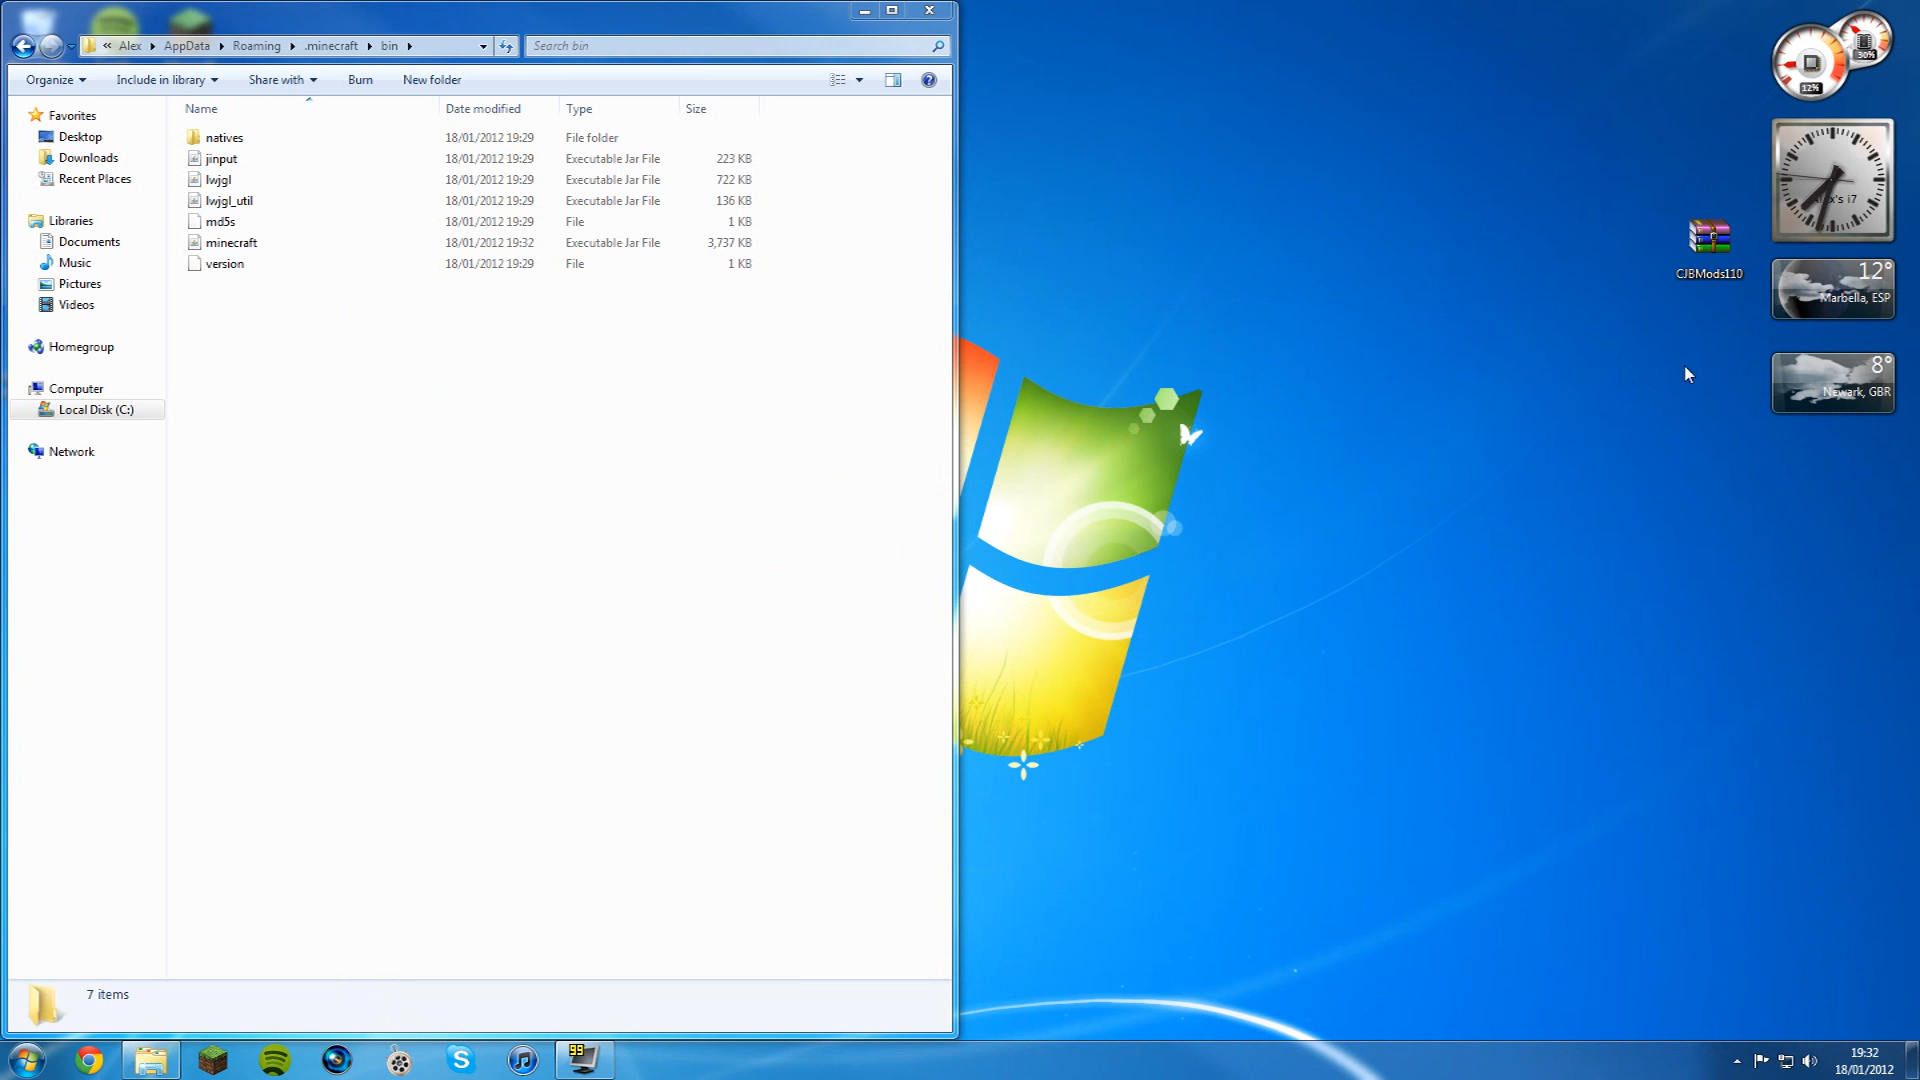 « Alex ▸ AppData ▸ Roaming ▸ .minecraft ▸ bin ▸
Search bin
Organize
Include in library
Share with
Burn
New folder
Name
Date modified
Type
Size
Favorites
Desktop
Downloads
Recent Places
Libraries
Documents
Music
Pictures
Videos
Homegroup
Computer
Local Disk (C:)
Network
natives 18/01/2012 19:29 File folder
jinput 18/01/2012 19:29 Executable Jar File 223 KB
lwjgl 18/01/2012 19:29 Executable Jar File 722 KB
lwjgl_util 18/01/2012 19:29 Executable Jar File 136 KB
md5s 18/01/2012 19:29 File 1 KB
minecraft 18/01/2012 19:32 Executable Jar File 3,737 KB
version 18/01/2012 19:29 File 1 KB
7 items
30%
12%
's i7
CJBMods110
12°
Marbella, ESP
8°
Newark, GBR
99
19:32
18/01/2012